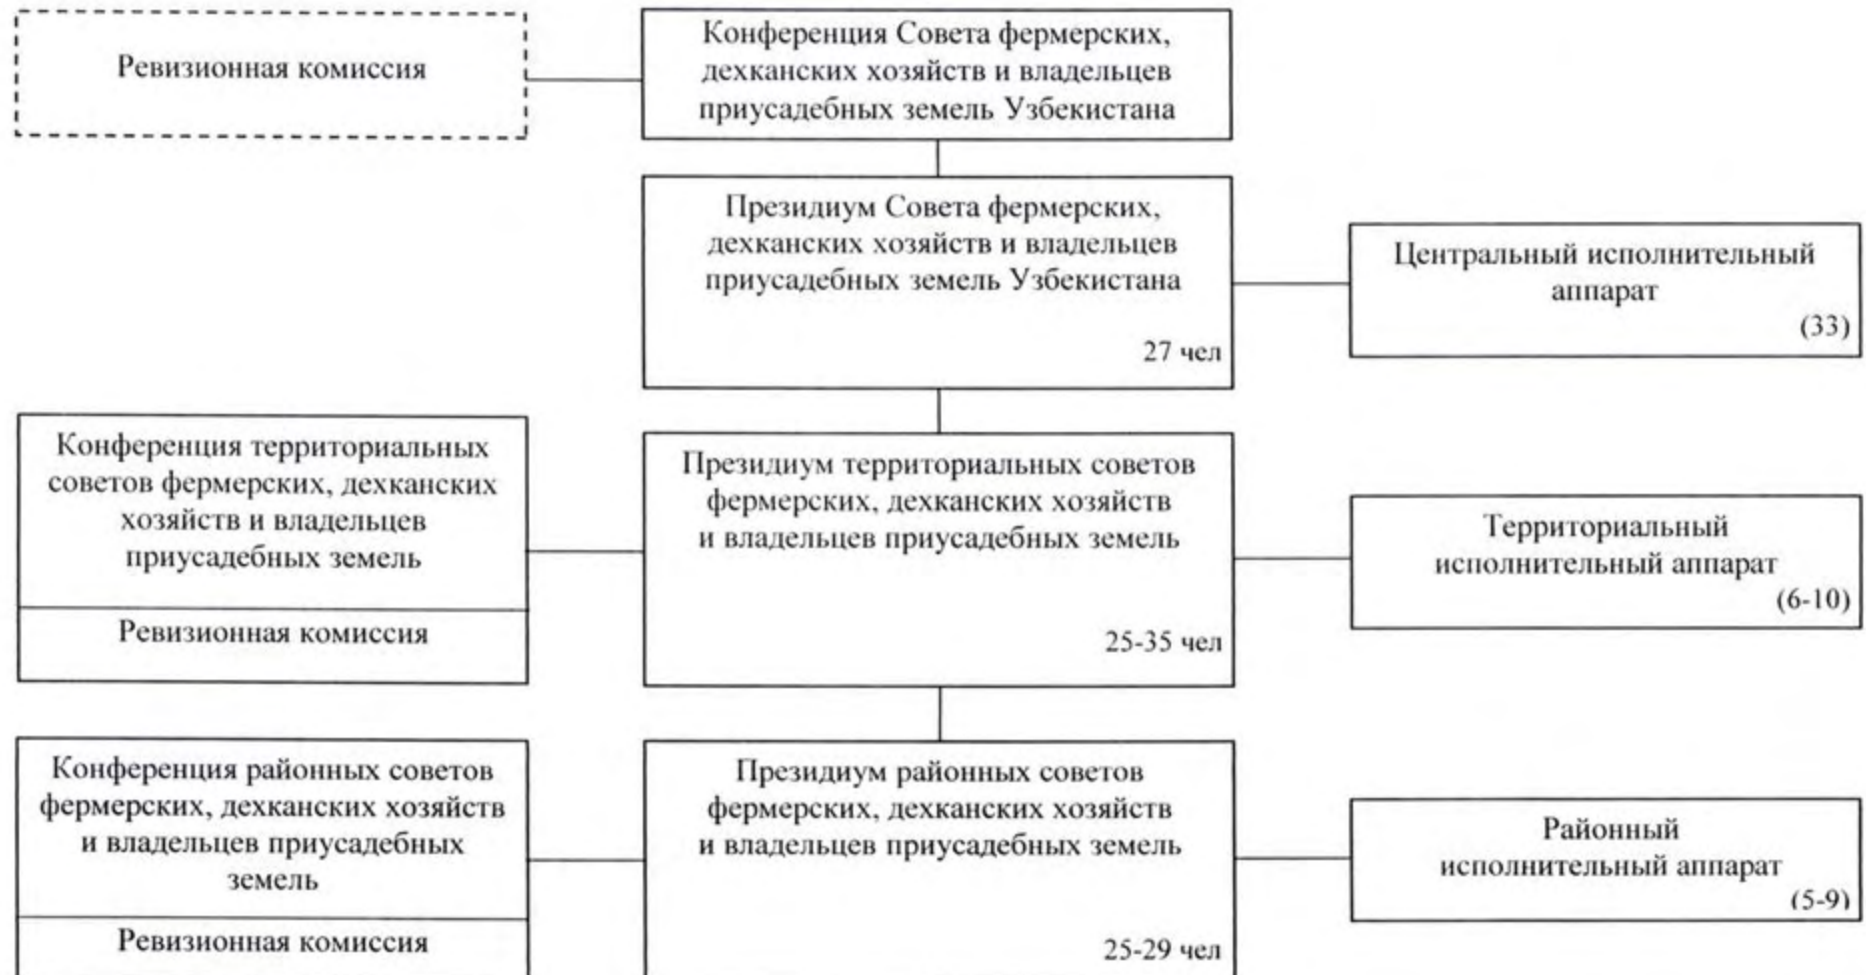 Ревизионная комиссия
Конференция Совета фермерских,
дехканских хозяйств и владельцев
приусадебных земель Узбекистана
Президиум Совета фермерских,
дехканских хозяйств и владельцев
приусадебных земель Узбекистана
27 чел
Центральный исполнительный
аппарат
(33)
Конференция территориальных
советов фермерских, дехканских
хозяйств и владельцев
приусадебных земель
Ревизионная комиссия
Президиум территориальных советов
фермерских, дехканских хозяйств
и владельцев приусадебных земель
25-35 чел
Территориальный
исполнительный аппарат
(6-10)
Конференция районных советов
фермерских, дехканских хозяйств
и владельцев приусадебных
земель
Ревизионная комиссия
Президиум районных советов
фермерских, дехканских хозяйств
и владельцев приусадебных земель
25-29 чел
Районный
исполнительный аппарат
(5-9)